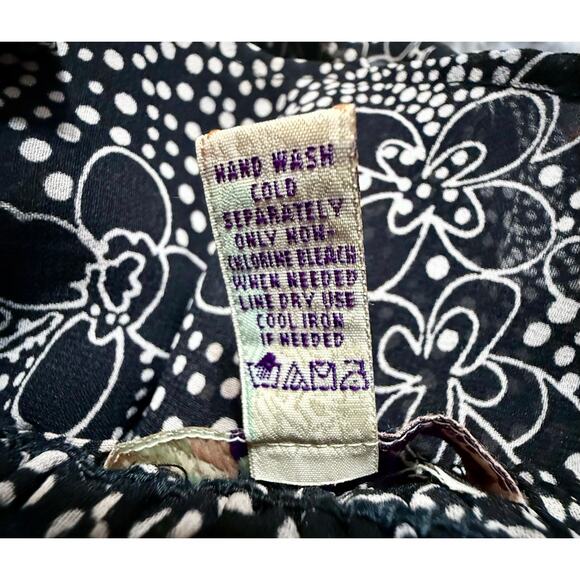 HAND WASH
COLD
SEPARATELY
ONLY NON-
CHLORINE BLEACH
WHEN NEEDED
LINE DRY USE
COOL IRON
IF NEEDED